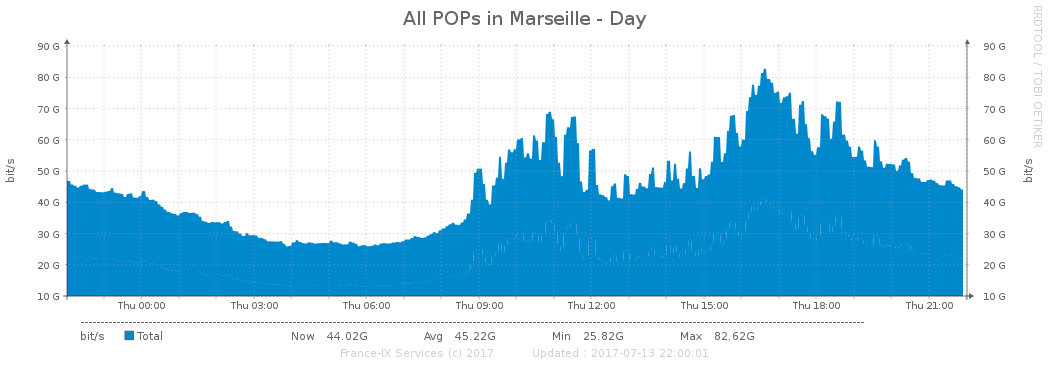 All POPs in Marseille - Day
RRDTOOL / TOBI OETIKER
90 G 90 G
80 G 80 G
70 G 70 G
60 G 60 G
50 G 50 G
40 G 40 G
30 G 30 G
20 G 20 G
10 G 10 G
bit/s bit/s
Thu 00:00 Thu 03:00 Thu 06:00 Thu 09:00 Thu 12:00 Thu 15:00 Thu 18:00 Thu 21:00
bit/s Total Now 44.02G Avg 45.22G Min 25.82G Max 82.62G
France-IX Services (c) 2017 Updated : 2017-07-13 22:00:01